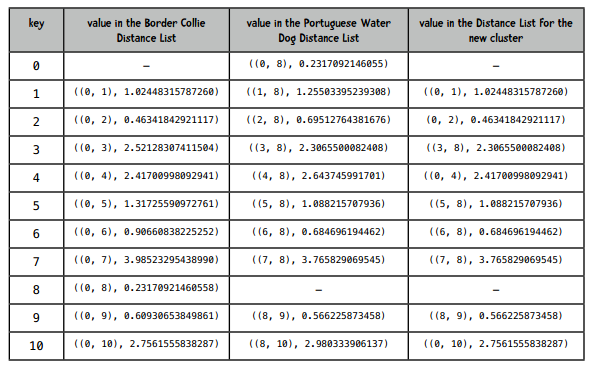 key value in the Border Collie Distance List value in the Portuguese Water Dog Distance List value in the Distance List for the new cluster
0 – ((0, 8), 0.2317092146055) –
1 ((0, 1), 1.02448315787260) ((1, 8), 1.25503395239308) ((0, 1), 1.02448315787260)
2 ((0, 2), 0.46341842921117) ((2, 8), 0.69512764381676) (0, 2), 0.46341842921117)
3 ((0, 3), 2.52128307411504) ((3, 8), 2.3065500082408) ((3, 8), 2.3065500082408)
4 ((0, 4), 2.41700998092941) ((4, 8), 2.643745991701) ((0, 4), 2.41700998092941)
5 ((0, 5), 1.31725590972761) ((5, 8), 1.088215707936) ((5, 8), 1.088215707936)
6 ((0, 6), 0.90660838225252) ((6, 8), 0.684696194462) ((6, 8), 0.684696194462)
7 ((0, 7), 3.98523295438990) ((7, 8), 3.765829069545) ((7, 8), 3.765829069545)
8 ((0, 8), 0.23170921460558) – –
9 ((0, 9), 0.60930653849861) ((8, 9), 0.566225873458) ((8, 9), 0.566225873458)
10 ((0, 10), 2.7561555838287) ((8, 10), 2.980333906137) ((0, 10), 2.7561555838287)